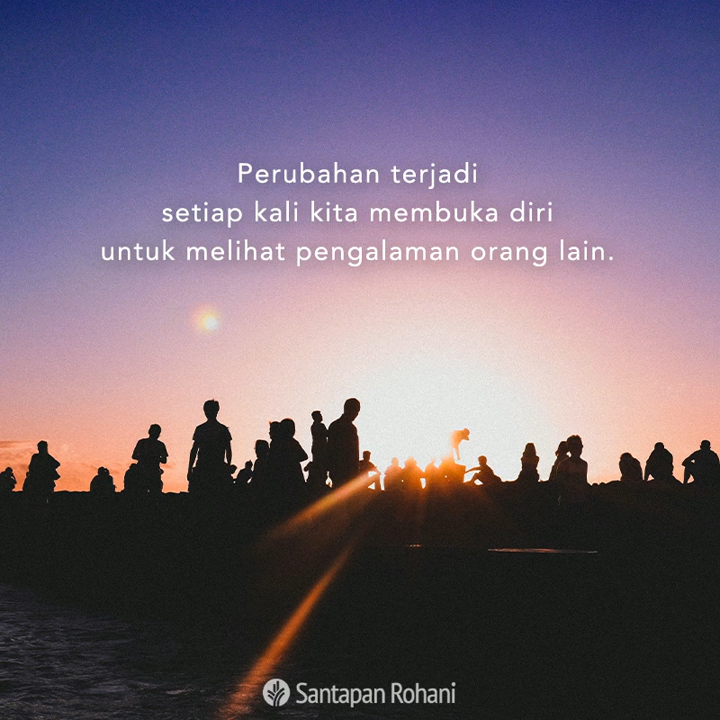 Perubahan terjadi
setiap kali kita membuka diri
untuk melihat pengalaman orang lain.
Santapan Rohani